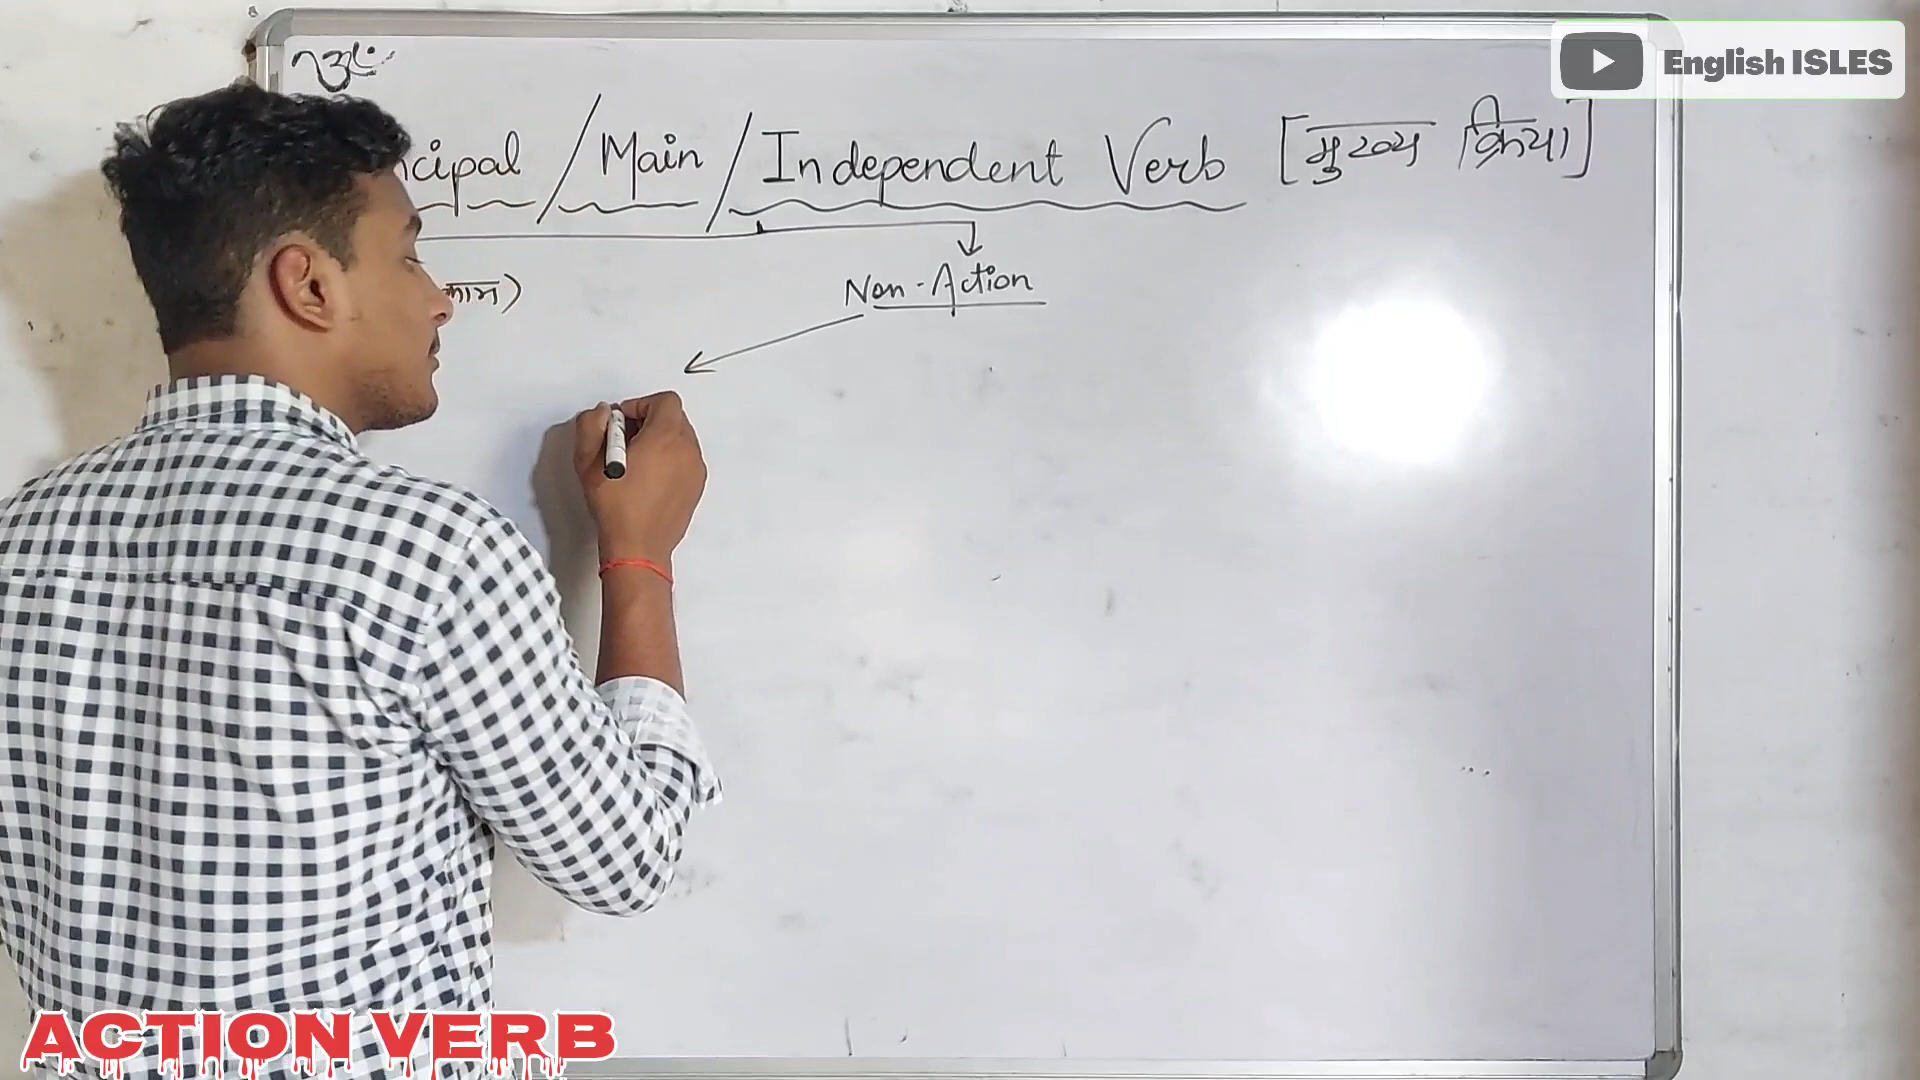 English ISLES
ncipal / Main / Independent Verb [मुख्य क्रिया]
काम)
Non-Action
ACTION VERB